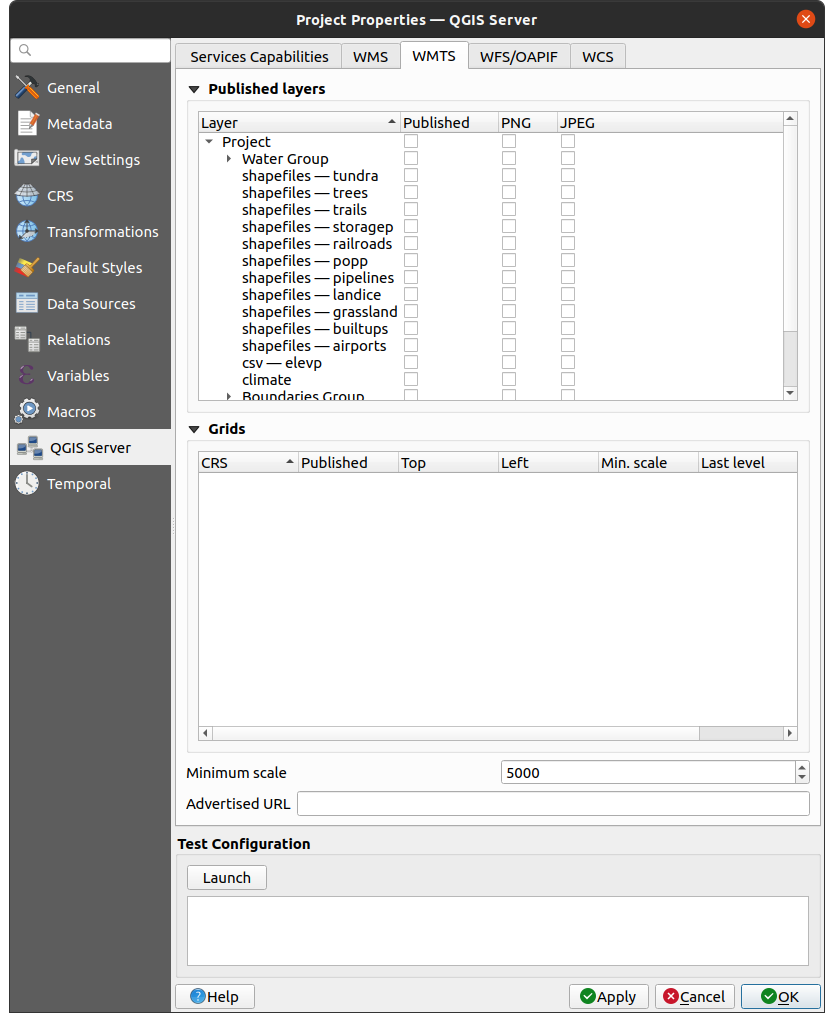 Project Properties — QGIS Server
General
Metadata
View Settings
CRS
Transformations
Default Styles
Data Sources
Relations
Variables
Macros
QGIS Server
Temporal
Services Capabilities WMS WMTS WFS/OAPIF WCS
Published layers
Layer Published PNG JPEG
Project
Water Group
shapefiles — tundra
shapefiles — trees
shapefiles — trails
shapefiles — storagep
shapefiles — railroads
shapefiles — popp
shapefiles — pipelines
shapefiles — landice
shapefiles — grassland
shapefiles — builtups
shapefiles — airports
csv — elevp
climate
Boundaries Group
Grids
CRS Published Top Left Min. scale Last level
Minimum scale 5000
Advertised URL
Test Configuration
Launch
Help Apply Cancel OK